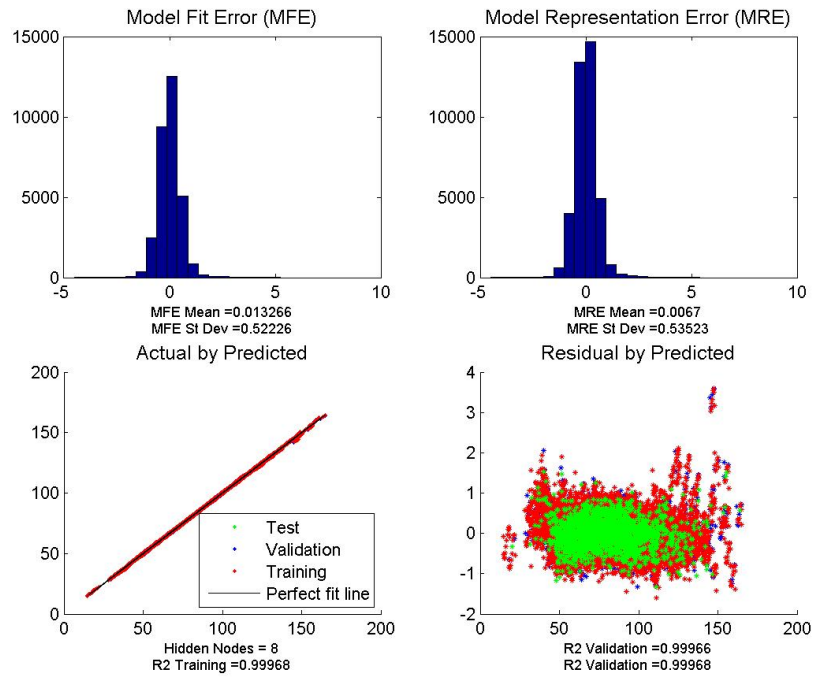 Model Fit Error (MFE)
15000
10000
5000
0
-5
0
5
10
MFE Mean =0.013266
MFE St Dev =0.52226
Model Representation Error (MRE)
15000
10000
5000
0
-5
0
5
10
MRE Mean =0.0067
MRE St Dev =0.53523
Actual by Predicted
200
150
100
50
0
0
50
100
150
200
Test
Validation
Training
Perfect fit line
Hidden Nodes = 8
R2 Training =0.99968
Residual by Predicted
4
3
2
1
0
-1
-2
0
50
100
150
200
R2 Validation =0.99966
R2 Validation =0.99968